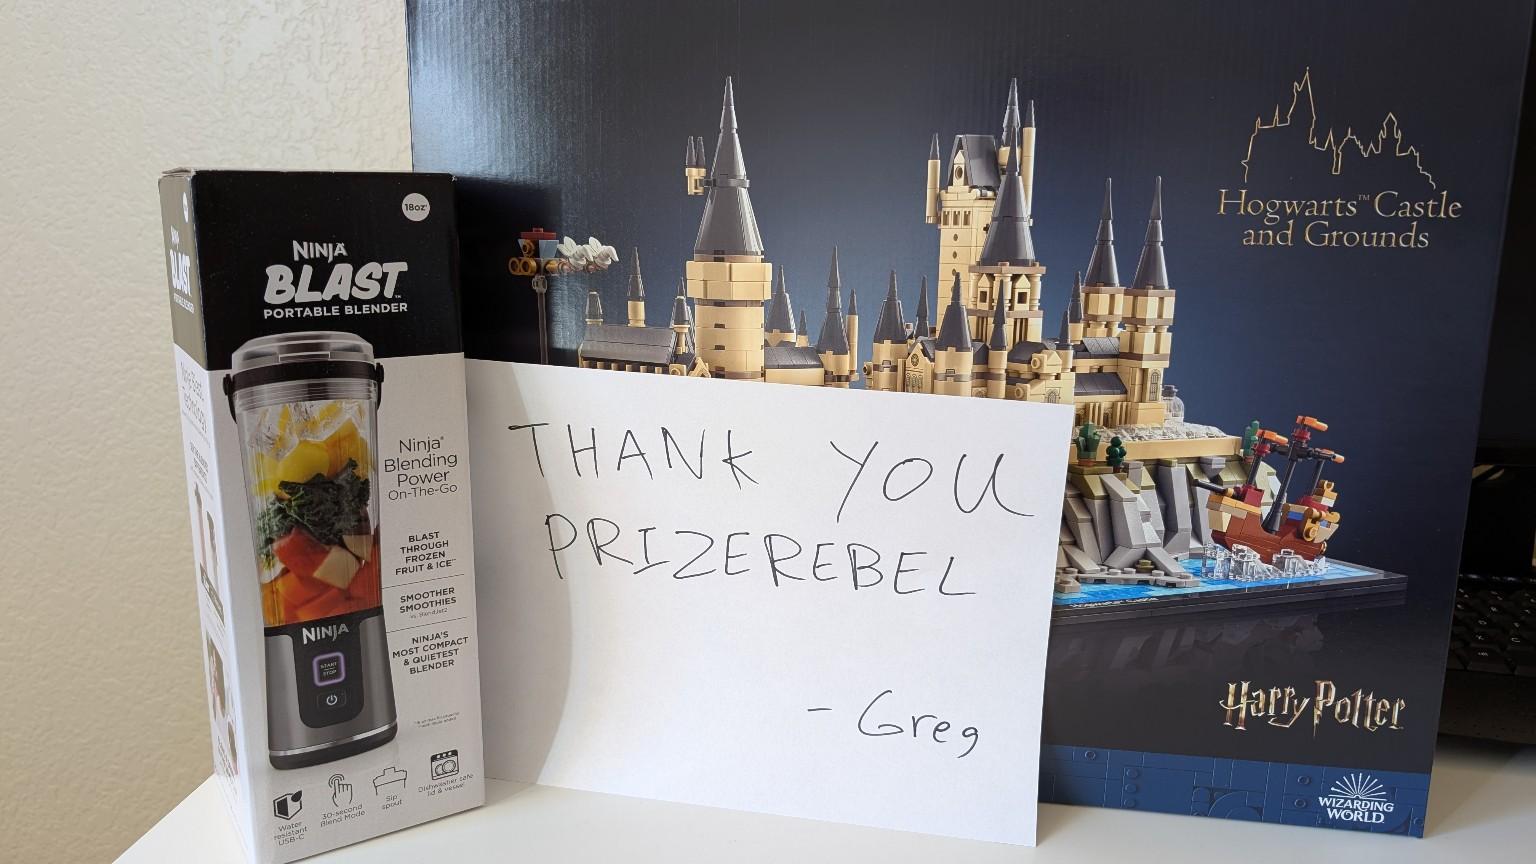 18oz
NINJA
BLAST™
PORTABLE BLENDER
Ninja®
Blending
Power
On-The-Go
BLAST
THROUGH
FROZEN
FRUIT & ICE
SMOOTHER
SMOOTHIES
NINJA'S
MOST COMPACT
& QUIETEST
BLENDER
NINJA
START
STOP
Water
resistant
USB-C
30-second
Blend Mode
Sip
spout
Dishwasher safe
lid & vessel
BLAST
THANK YOU
PRIZEREBEL
- Greg
Hogwarts™ Castle
and Grounds
Harry Potter
WIZARDING
WORLD